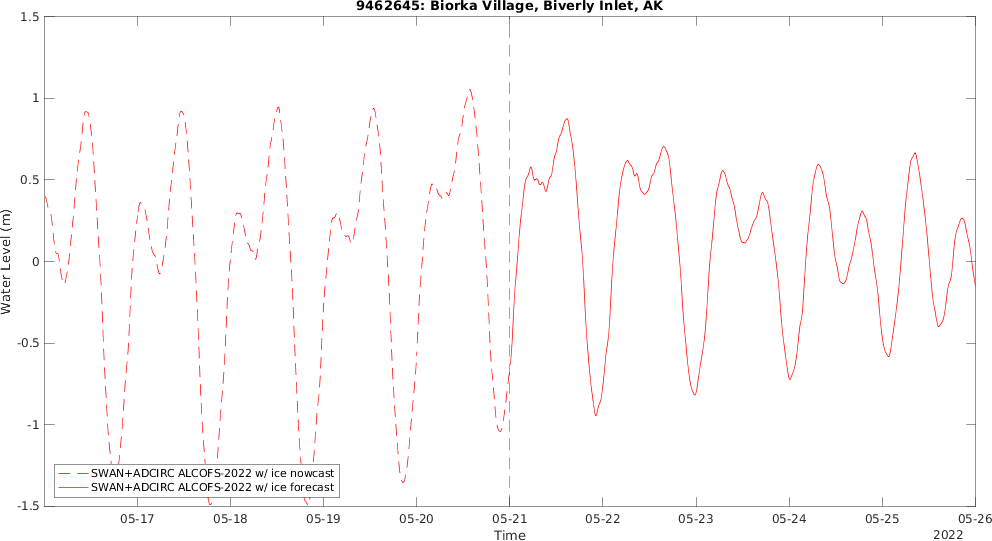 9462645: Biorka Village, Biverly Inlet, AK
1.5
1
0.5
0
-0.5
-1
-1.5
Water Level (m)
SWAN+ADCIRC ALCOFS-2022 w/ ice nowcast
SWAN+ADCIRC ALCOFS-2022 w/ ice forecast
05-17 05-18 05-19 05-20 05-21 05-22 05-23 05-24 05-25 05-26
Time
2022